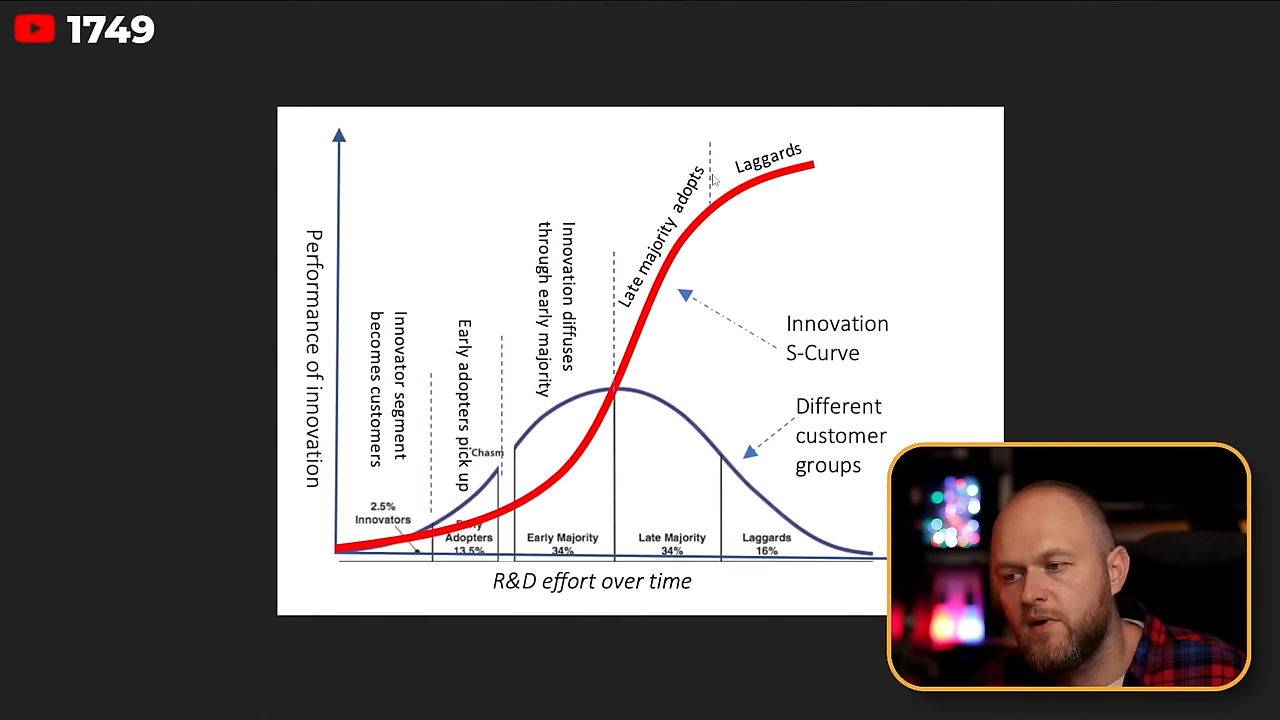 1749
Laggards
Late majority adopts
Innovation diffuses
through early majority
Performance of innovation
Innovator segment
becomes customers
Early adopters pick up
Innovation
S-Curve
Different
customer
groups
Chasm
2.5%
Innovators
Early
Adopters
13.5%
Early Majority
34%
Late Majority
34%
Laggards
16%
R&D effort over time